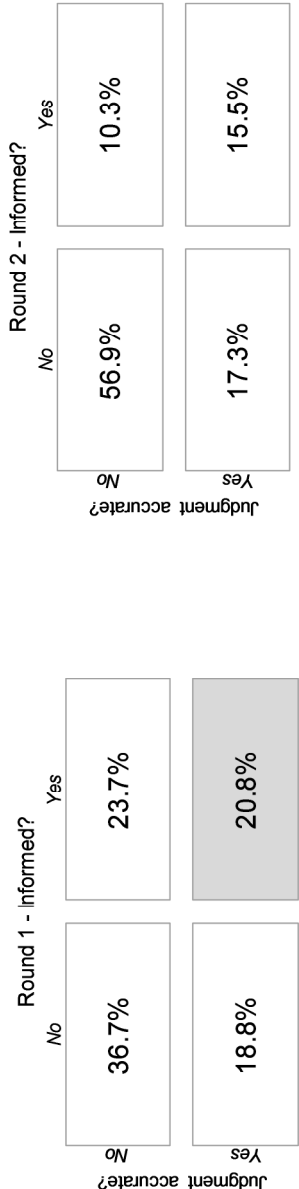 Round 1 - Informed?
No Yes
Judgment accurate?
No 36.7% 23.7%
Yes 18.8% 20.8%
Round 2 - Informed?
No Yes
Judgment accurate?
No 56.9% 10.3%
Yes 17.3% 15.5%